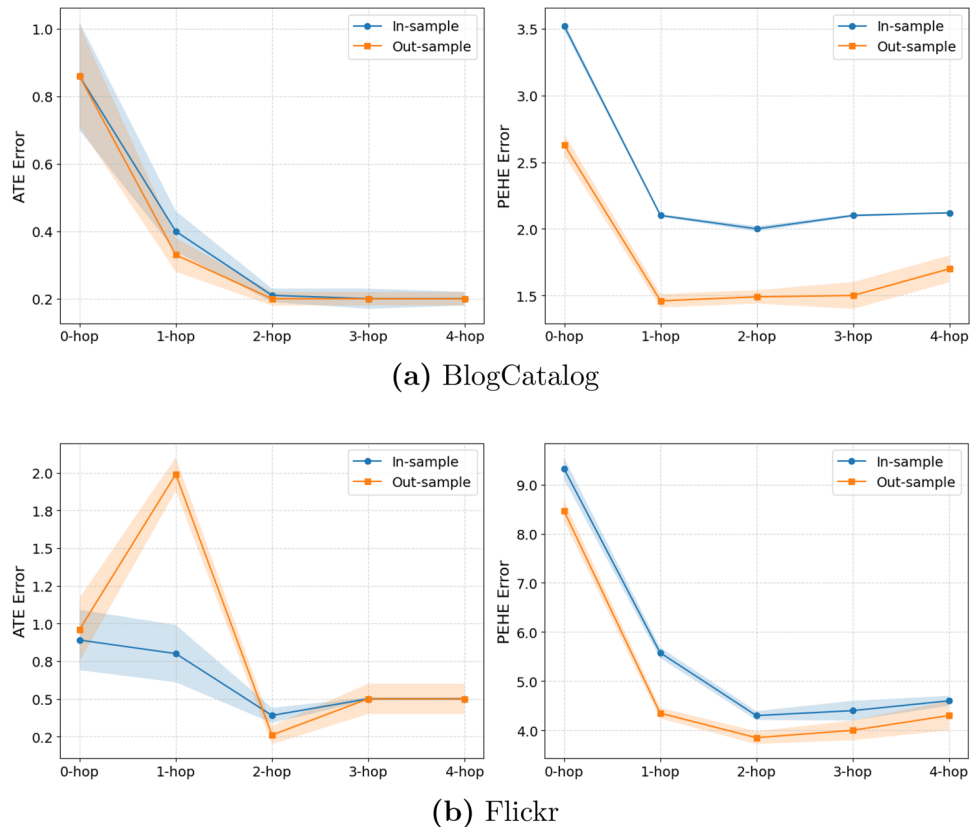 In-sample
Out-sample
ATE Error
1.0
0.8
0.6
0.4
0.2
0-hop 1-hop 2-hop 3-hop 4-hop
In-sample
Out-sample
PEHE Error
3.5
3.0
2.5
2.0
1.5
0-hop 1-hop 2-hop 3-hop 4-hop
(a) BlogCatalog
In-sample
Out-sample
ATE Error
2.0
1.8
1.5
1.2
1.0
0.8
0.5
0.2
0-hop 1-hop 2-hop 3-hop 4-hop
In-sample
Out-sample
PEHE Error
9.0
8.0
7.0
6.0
5.0
4.0
0-hop 1-hop 2-hop 3-hop 4-hop
(b) Flickr